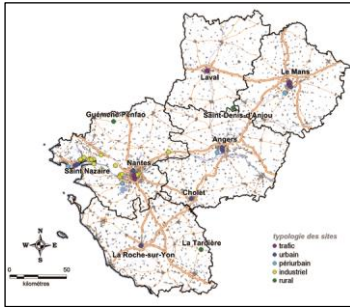 Laval
Le Mans
Guémené-Penfao
Saint-Denis-d'Anjou
Angers
Saint Nazaire
Nantes
Cholet
La Tardière
La Roche-sur-Yon
typologie des sites
trafic
urbain
périurbain
industriel
rural
N
W
E
S
0
50
kilomètres